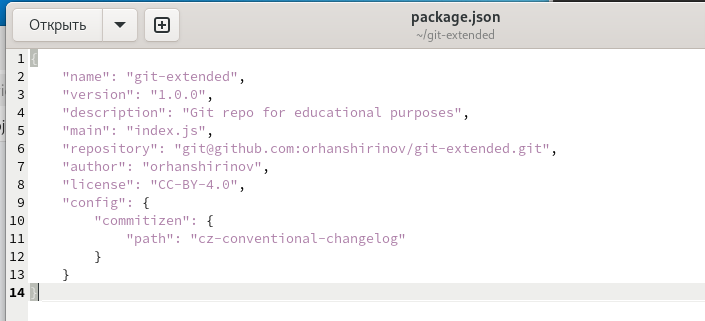 Открыть
package.json
~/git-extended
1 {
2 "name": "git-extended",
3 "version": "1.0.0",
4 "description": "Git repo for educational purposes",
5 "main": "index.js",
6 "repository": "git@github.com:orhanshirinov/git-extended.git",
7 "author": "orhanshirinov",
8 "license": "CC-BY-4.0",
9 "config": {
10 "commitizen": {
11 "path": "cz-conventional-changelog"
12 }
13 }
14 }